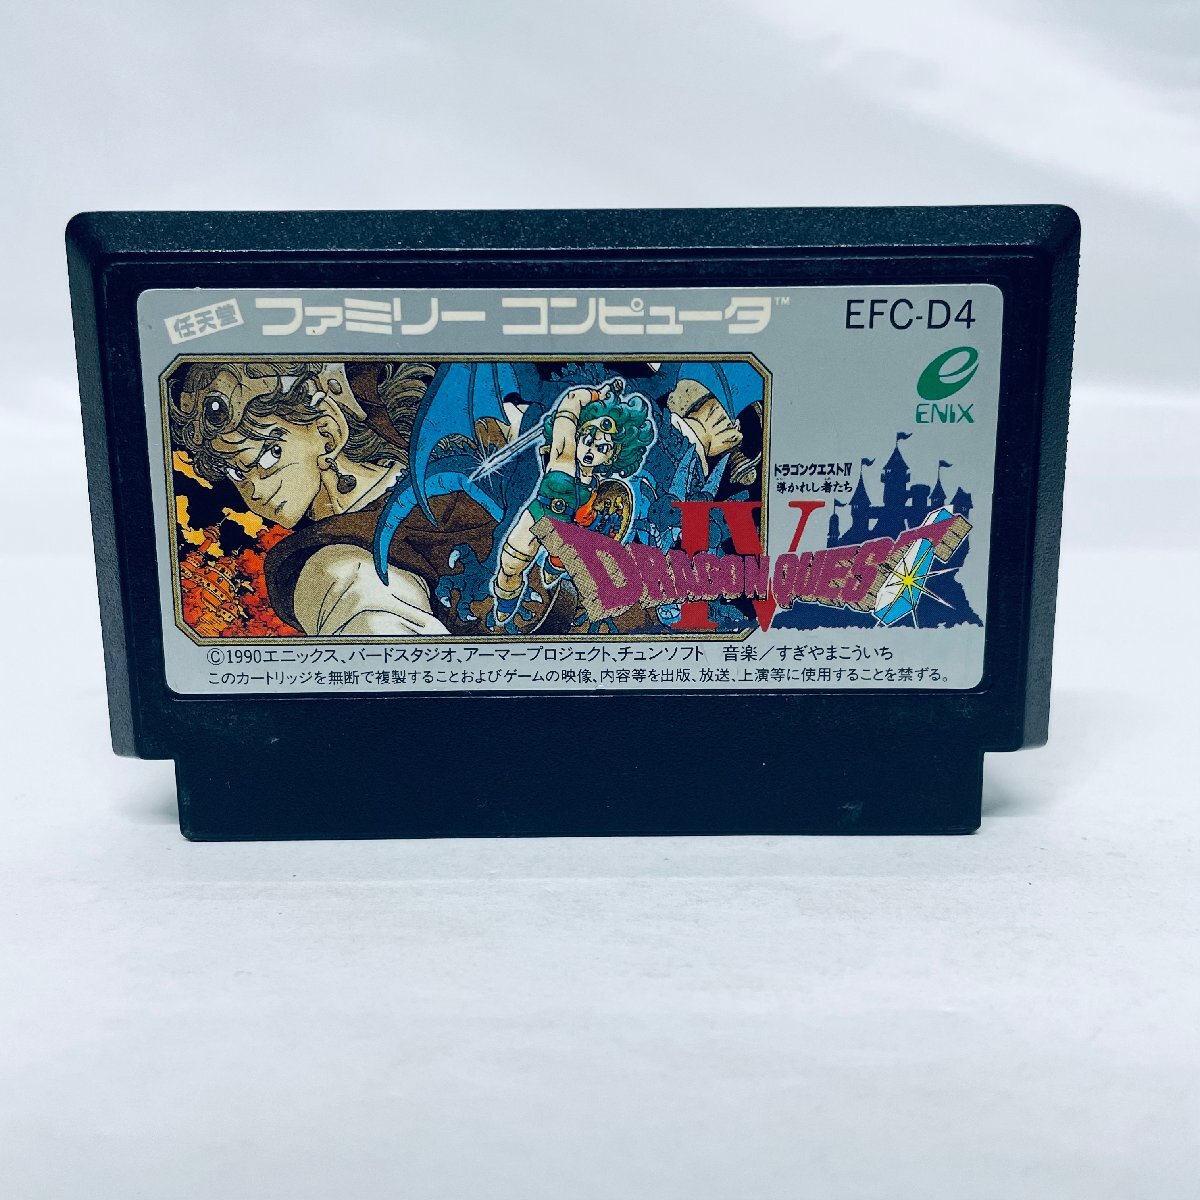 任天堂 ファミリー コンピュータ™ EFC-D4
e
ENIX
ドラゴンクエストIV
導かれし者たち
IV
DRAGON QUEST
©1990エニックス、バードスタジオ、アーマープロジェクト、チュンソフト 音楽/すぎやまこういち
このカートリッジを無断で複製することおよびゲームの映像、内容等を出版、放送、上演等に使用することを禁ずる。